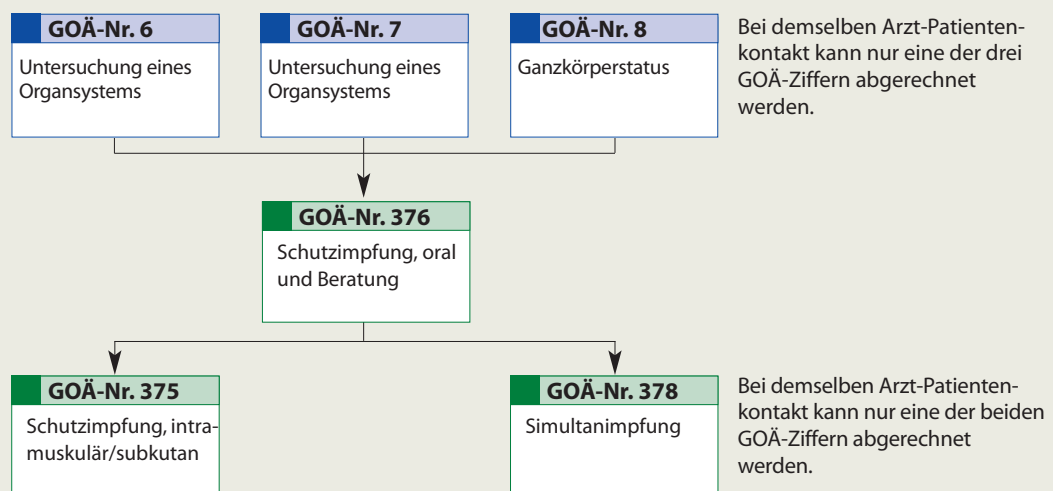 GOÄ-Nr. 6
Untersuchung eines
Organsystems
GOÄ-Nr. 7
Untersuchung eines
Organsystems
GOÄ-Nr. 8
Ganzkörperstatus
Bei demselben Arzt-Patienten-
kontakt kann nur eine der drei
GOÄ-Ziffern abgerechnet
werden.
GOÄ-Nr. 376
Schutzimpfung, oral
und Beratung
GOÄ-Nr. 375
Schutzimpfung, intra-
muskulär/subkutan
GOÄ-Nr. 378
Simultanimpfung
Bei demselben Arzt-Patienten-
kontakt kann nur eine der beiden
GOÄ-Ziffern abgerechnet
werden.